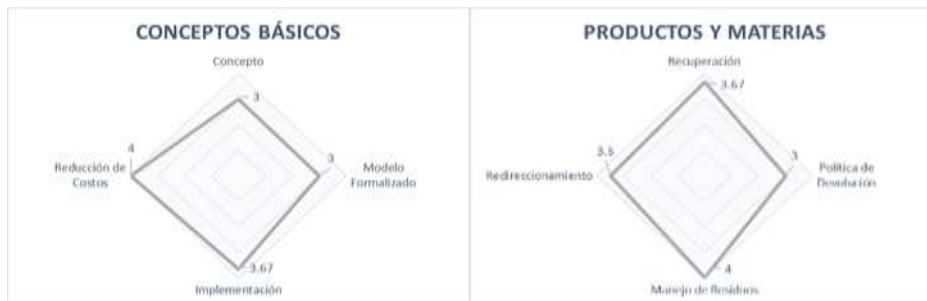 CONCEPTOS BÁSICOS
Concepto
3
4
3
Reducción de
Costos
Modelo
Formalizado
3.67
Implementación
PRODUCTOS Y MATERIAS
Recuperación
3.67
3.5
3
Redireccionamiento
Política de
Devolución
4
Manejo de Residuos